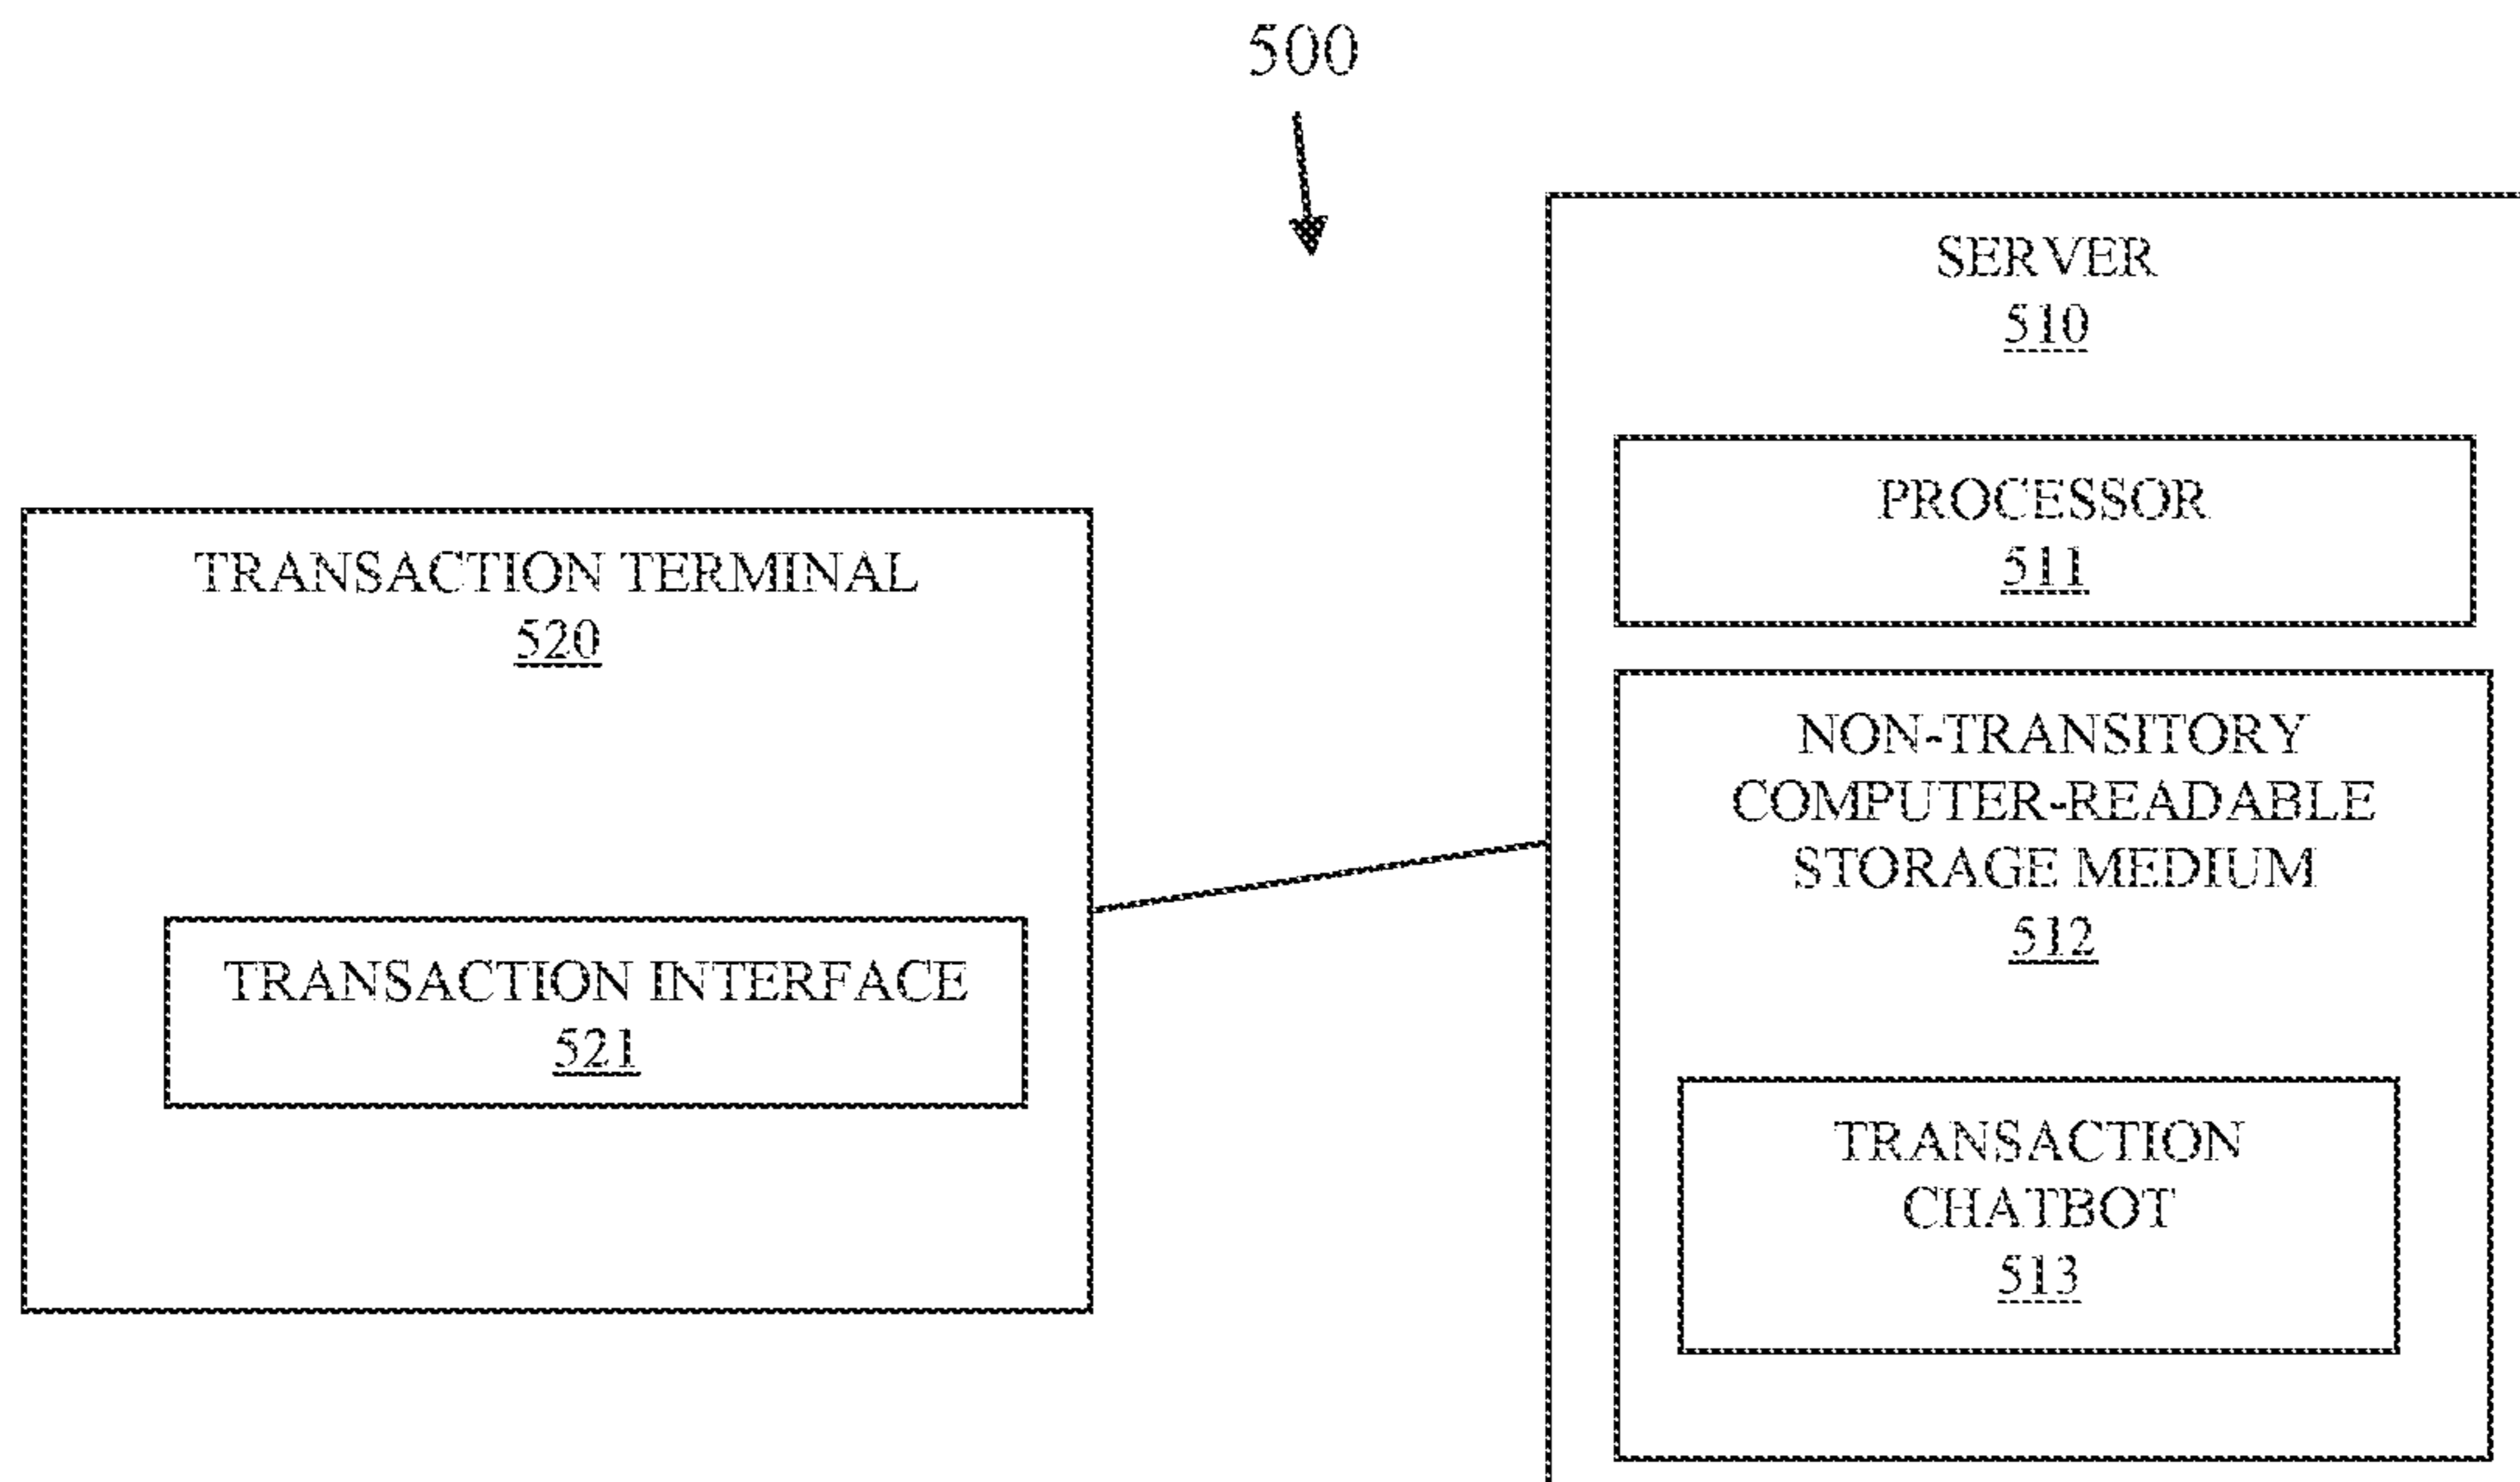 500
SERVER
510
PROCESSOR
511
TRANSACTION TERMINAL
520
NON-TRANSITORY
COMPUTER-READABLE
STORAGE MEDIUM
512
TRANSACTION INTERFACE
521
TRANSACTION
CHATBOT
513